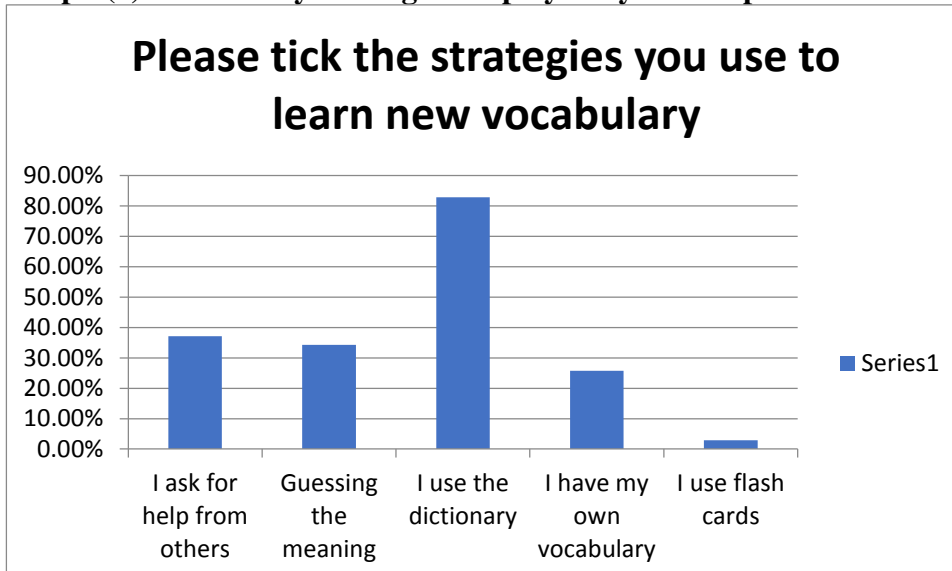 Please tick the strategies you use to
learn new vocabulary
90.00%
80.00%
70.00%
60.00%
50.00%
40.00%
30.00%
20.00%
10.00%
0.00%
I ask for
help from
others
Guessing
the
meaning
I use the
dictionary
I have my
own
vocabulary
I use flash
cards
Series1